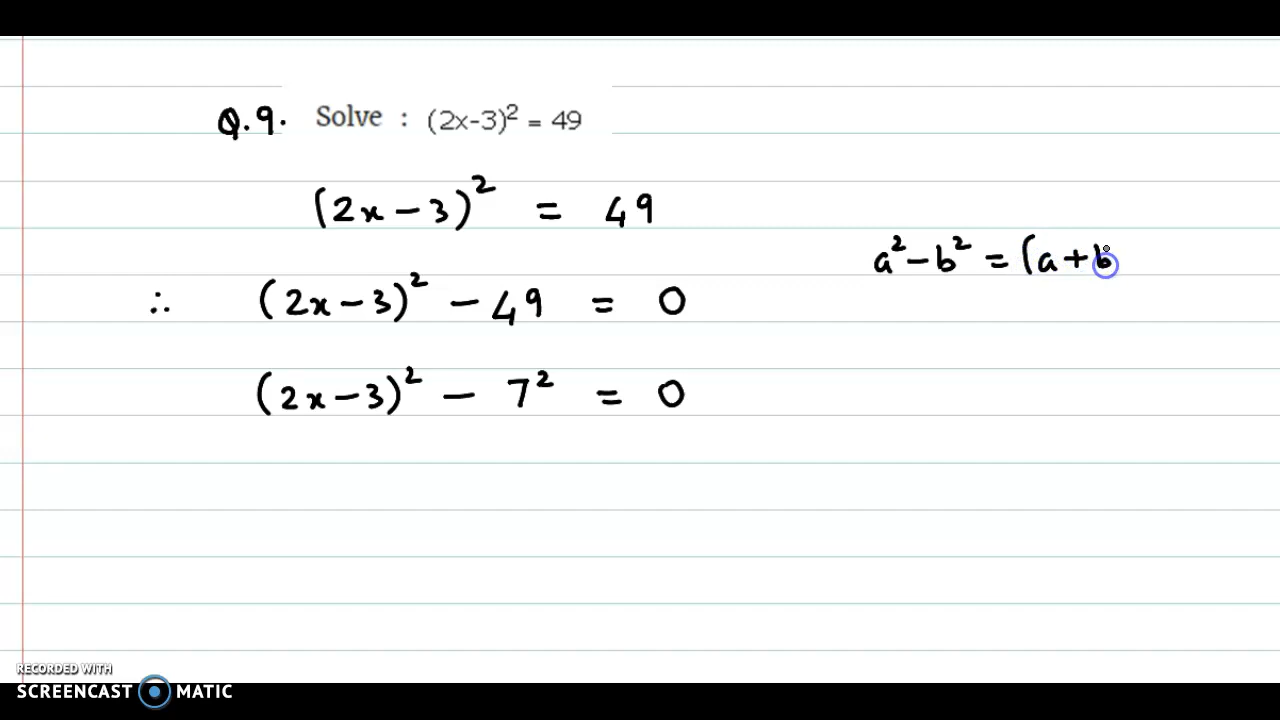 Q.9. Solve : (2x-3)² = 49
(2x − 3)² = 49
a² − b² = (a + b
∴ (2x − 3)² − 49 = 0
(2x − 3)² − 7² = 0
RECORDED WITH
SCREENCAST MATIC